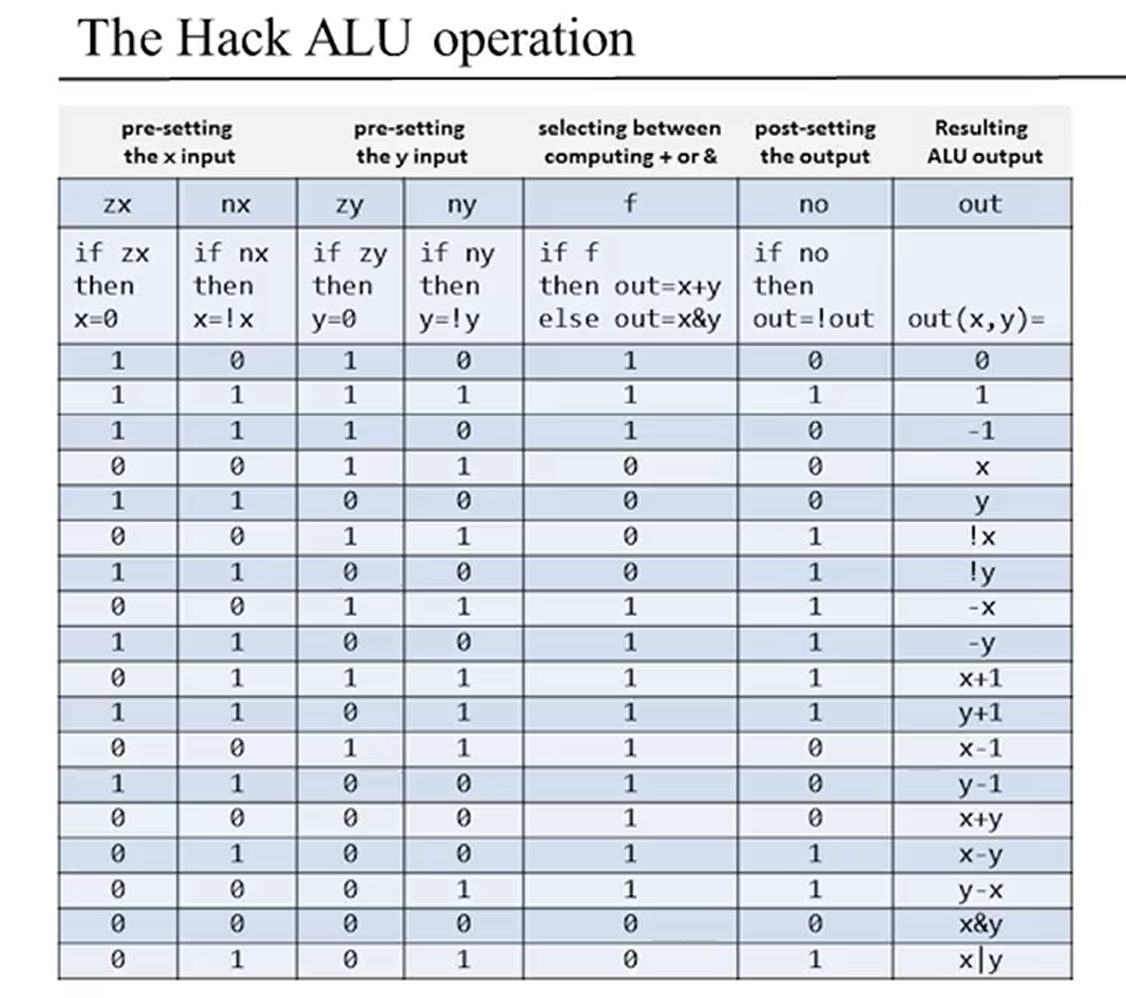 The Hack ALU operation
pre-setting the x input | pre-setting the y input | selecting between computing + or & | post-setting the output | Resulting ALU output
zx nx zy ny f no out
if zx if nx if zy if ny if f if no
then then then then then out=x+y then
x=0 x=!x y=0 y=!y else out=x&y out=!out out(x,y)=
1 0 1 0 1 0 0
1 1 1 1 1 1 1
1 1 1 0 1 0 -1
0 0 1 1 0 0 x
1 1 0 0 0 0 y
0 0 1 1 0 1 !x
1 1 0 0 0 1 !y
0 0 1 1 1 1 -x
1 1 0 0 1 1 -y
0 1 1 1 1 1 x+1
1 1 0 1 1 1 y+1
0 0 1 1 1 0 x-1
1 1 0 0 1 0 y-1
0 0 0 0 1 0 x+y
0 1 0 0 1 1 x-y
0 0 0 1 1 1 y-x
0 0 0 0 0 0 x&y
0 1 0 1 0 1 x|y